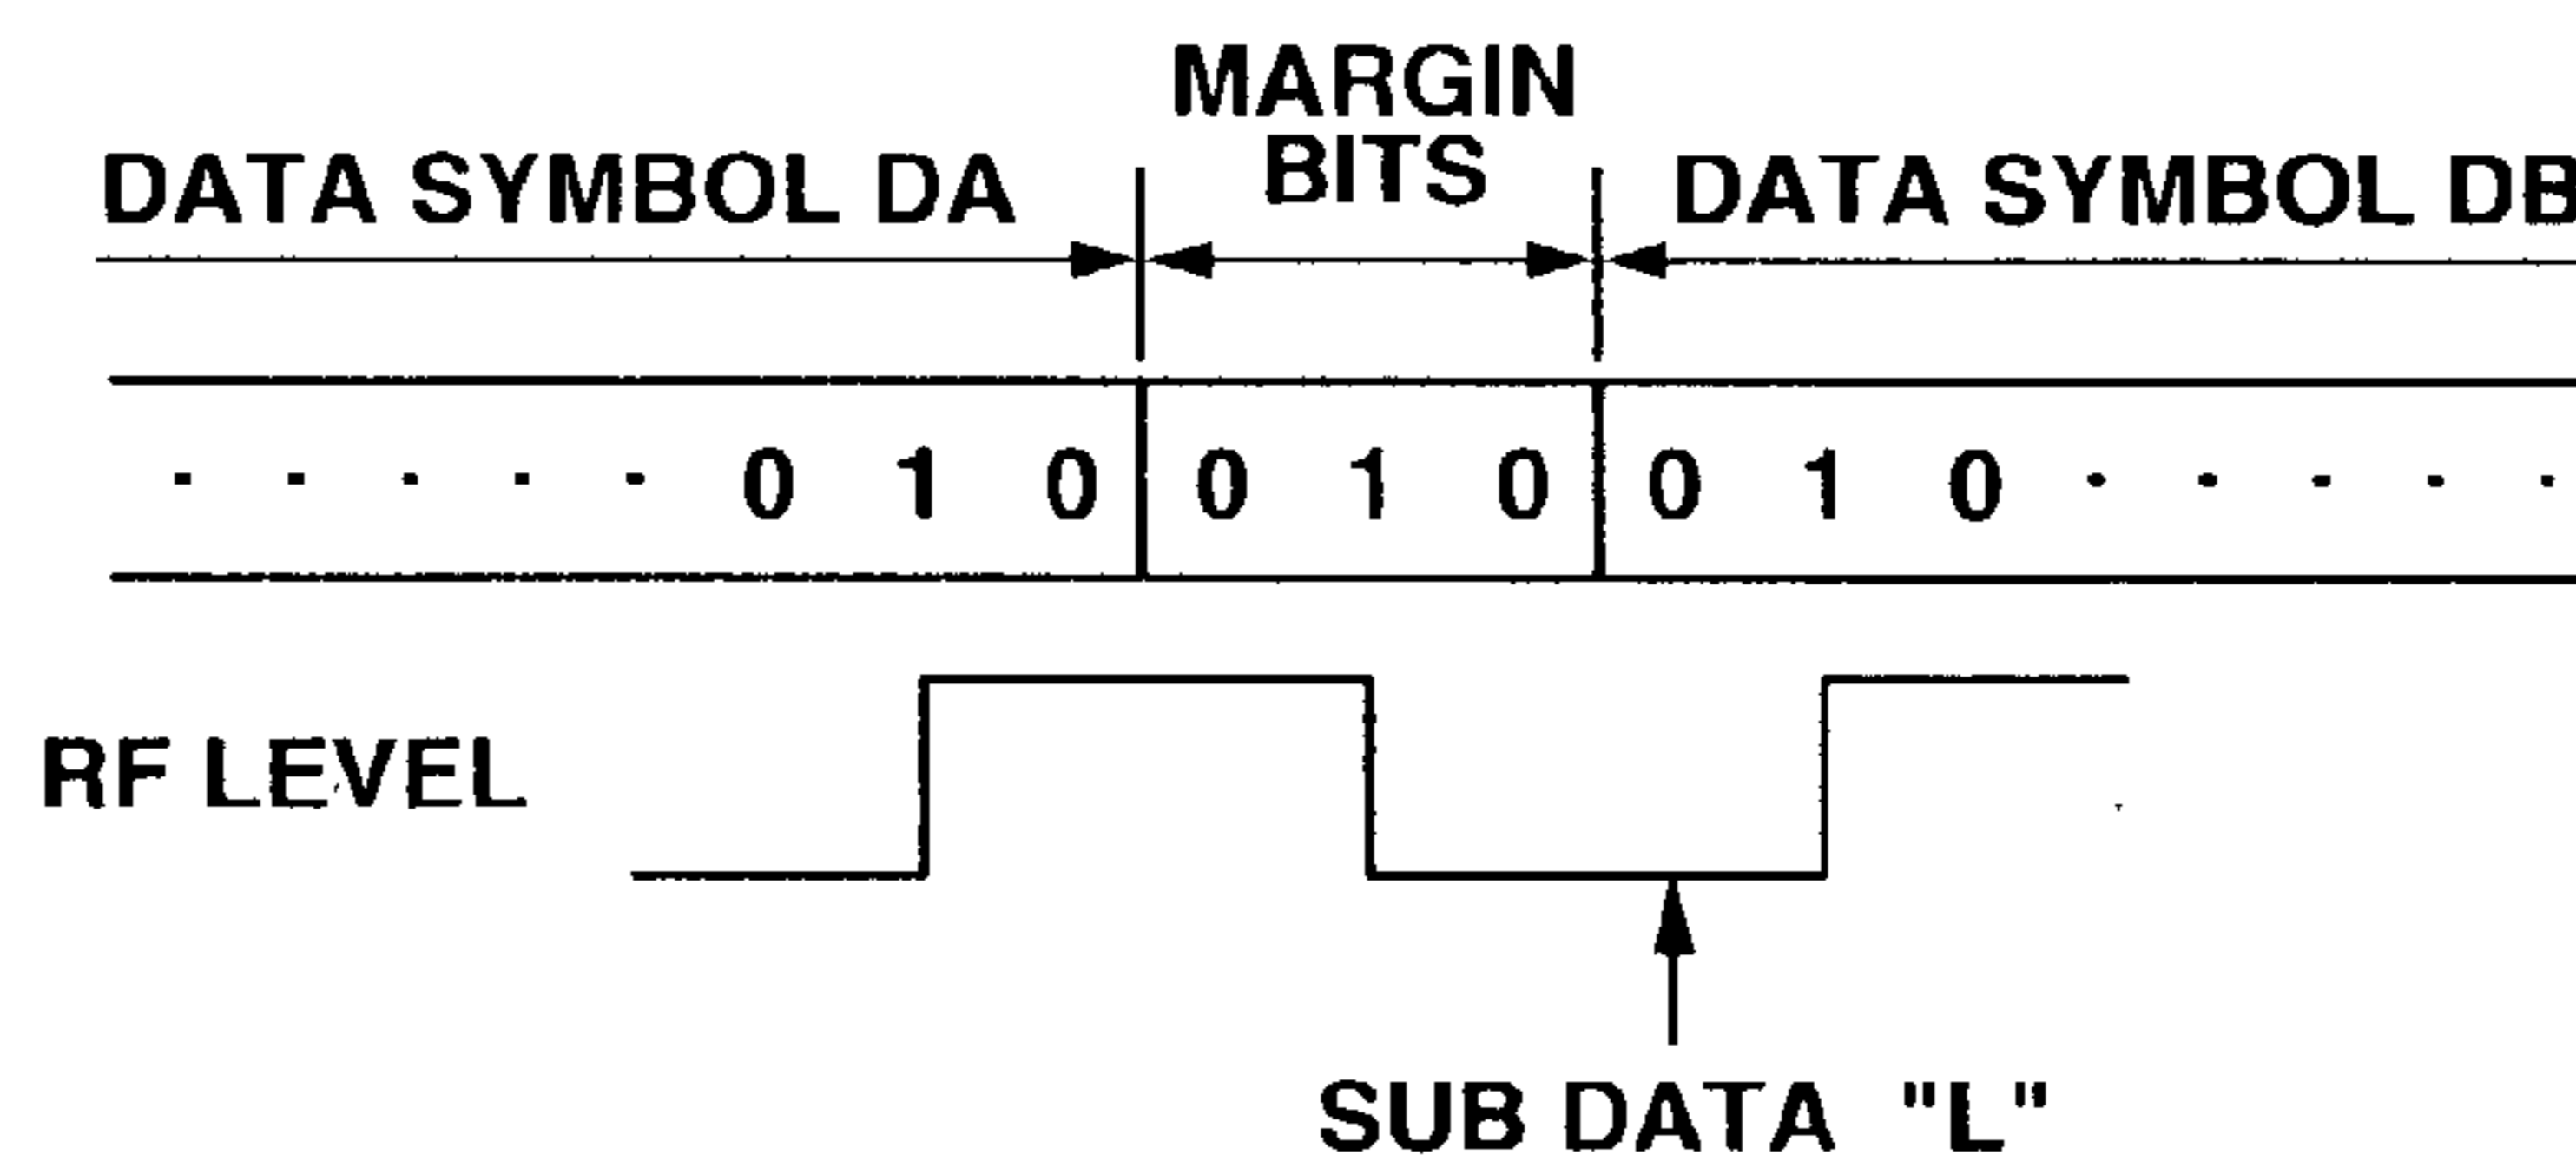 MARGIN
BITS
DATA SYMBOL DA
DATA SYMBOL DB
· · · · · 0 1 0 0 1 0 0 1 0 · · · · ·
RF LEVEL
SUB DATA "L"